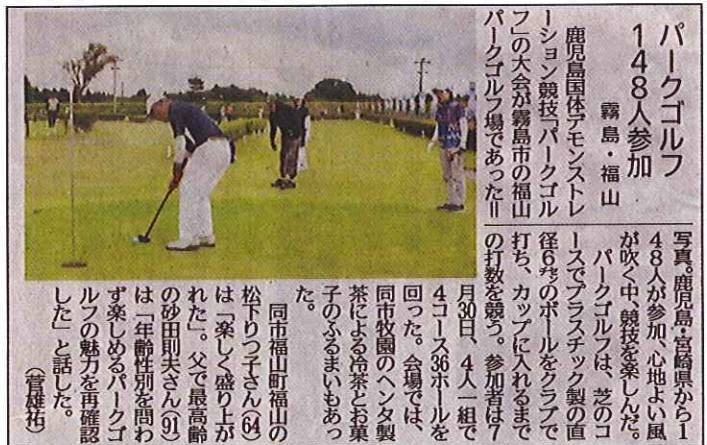 パークゴルフ
148人参加
霧島・福山
鹿児島国体デモンストレ
ーション競技「パークゴル
フ」の大会が霧島市の福山
パークゴルフ場であった＝
写真。鹿児島・宮崎県から1
48人が参加、心地よい風
が吹く中、競技を楽しんだ。
パークゴルフは、芝のコ
ースでプラスチック製の直
径6㌢のボールをクラブで
打ち、カップに入れるまで
の打数を競う。参加者は7
月30日、4人一組で
4コース36ホールを
回った。会場では、
同市牧園のヘンタ製
茶による冷茶とお菓
子のふるまいもあっ
た。
同市福山町福山の
松下りつ子さん(64)
は「楽しく盛り上が
れた」。父で最高齢
の砂田則夫さん(91)
は「年齢性別を問わ
ず楽しめるパークゴ
ルフの魅力を再確認
した」と話した。
（菅雄祐）